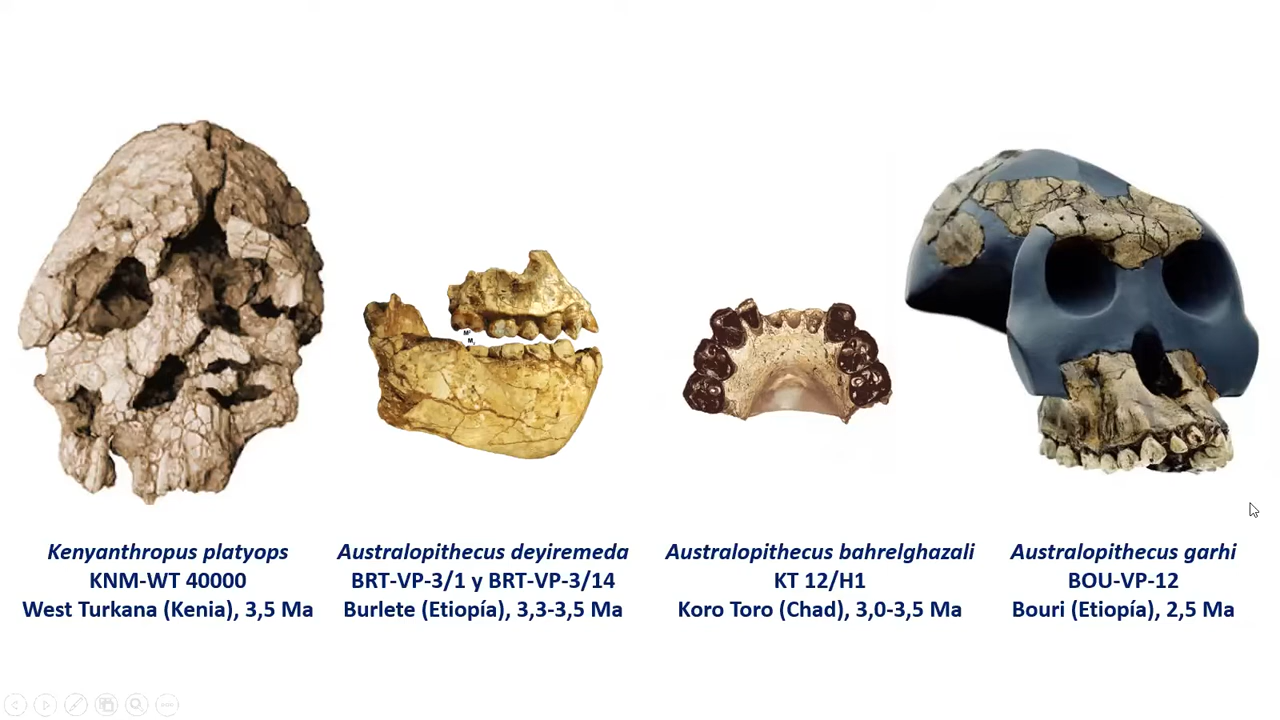 M¹
M₁
Kenyanthropus platyops
KNM-WT 40000
West Turkana (Kenia), 3,5 Ma
Australopithecus deyiremeda
BRT-VP-3/1 y BRT-VP-3/14
Burlete (Etiopía), 3,3-3,5 Ma
Australopithecus bahrelghazali
KT 12/H1
Koro Toro (Chad), 3,0-3,5 Ma
Australopithecus garhi
BOU-VP-12
Bouri (Etiopía), 2,5 Ma